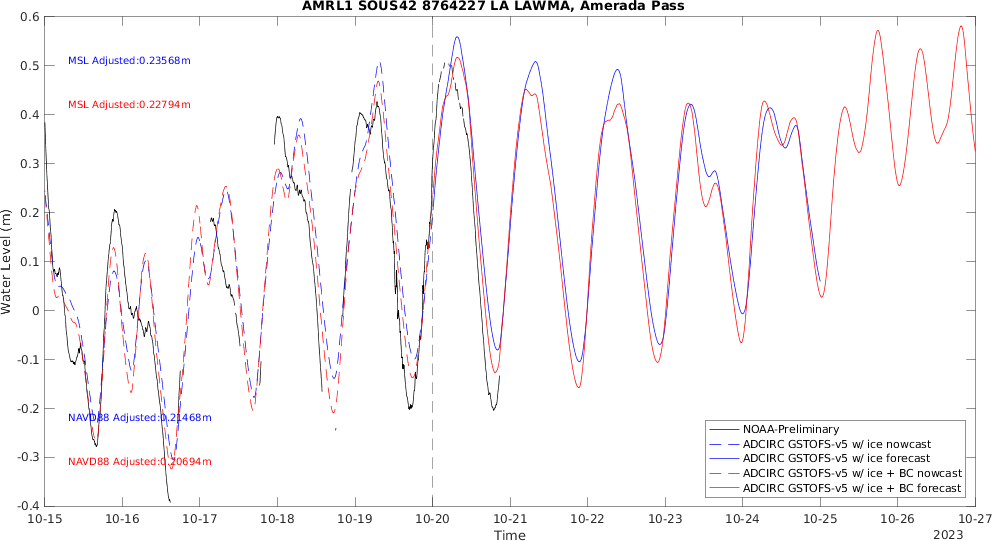 AMRL1 SOUS42 8764227 LA LAWMA, Amerada Pass
0.6
0.5
0.4
0.3
0.2
0.1
0
-0.1
-0.2
-0.3
-0.4
Water Level (m)
MSL Adjusted:0.23568m
MSL Adjusted:0.22794m
NAVD88 Adjusted:0.21468m
NAVD88 Adjusted:0.20694m
NOAA-Preliminary
ADCIRC GSTOFS-v5 w/ ice nowcast
ADCIRC GSTOFS-v5 w/ ice forecast
ADCIRC GSTOFS-v5 w/ ice + BC nowcast
ADCIRC GSTOFS-v5 w/ ice + BC forecast
10-15 10-16 10-17 10-18 10-19 10-20 10-21 10-22 10-23 10-24 10-25 10-26 10-27
Time
2023